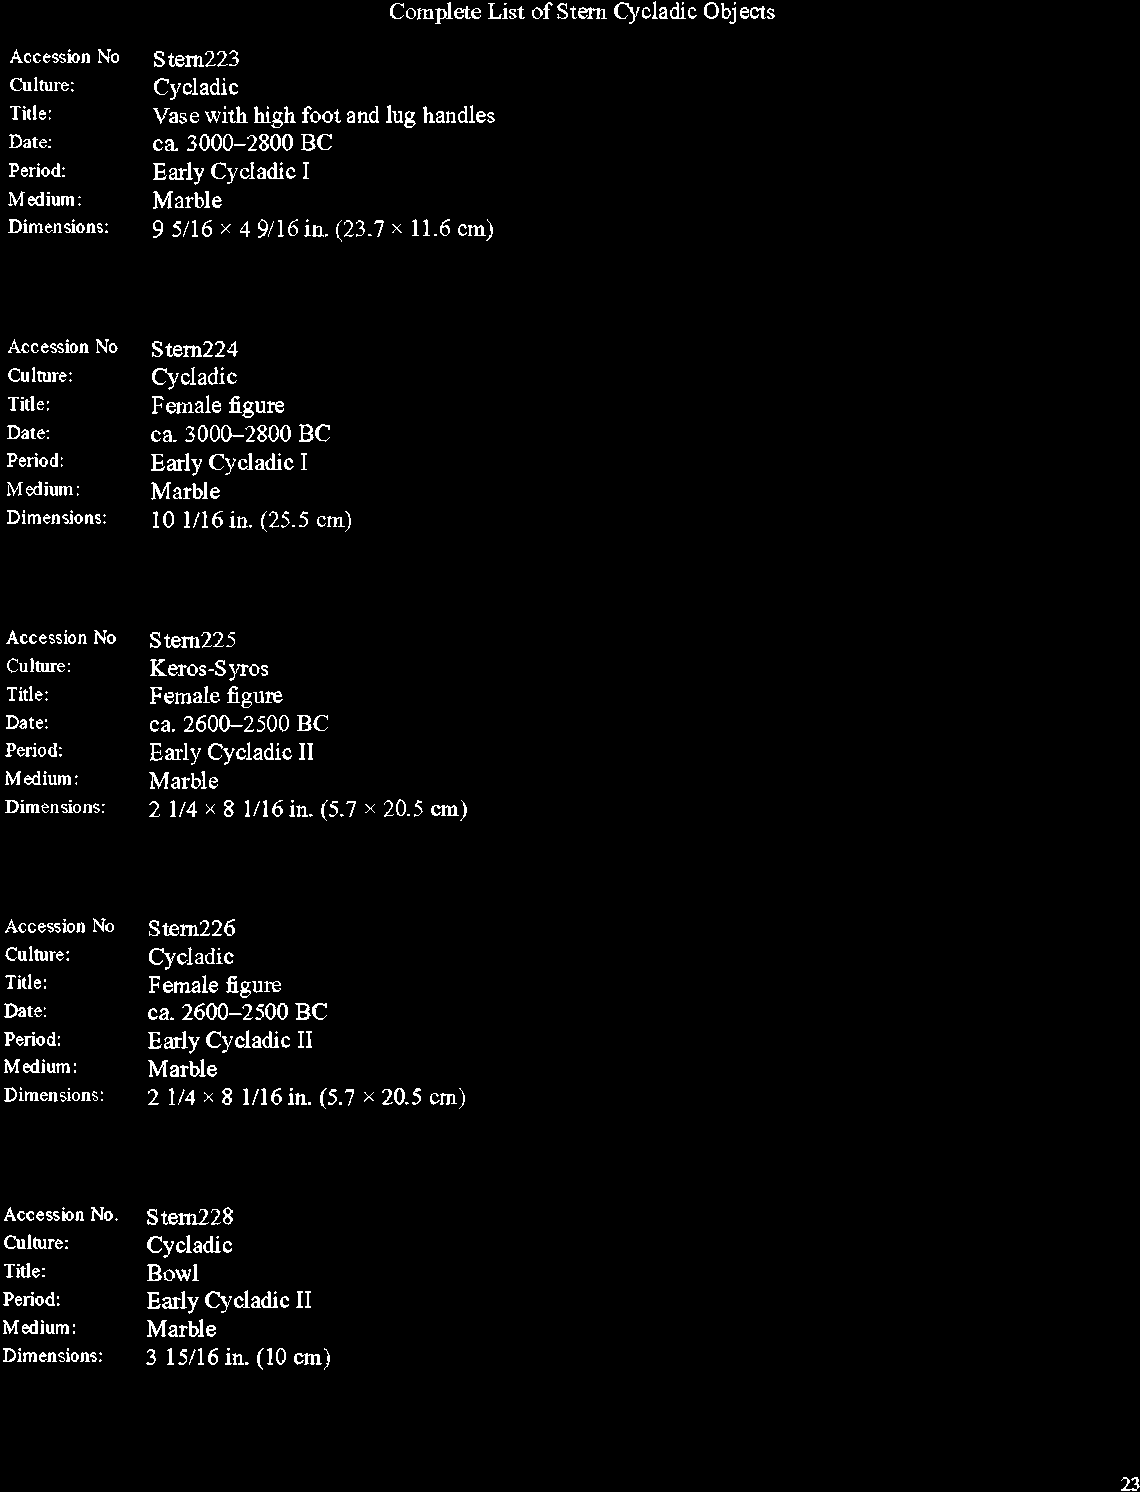 Complete List of Stern Cycladic Objects
Accession No Stern223
Culture: Cycladic
Title: Vase with high foot and lug handles
Date: ca. 3000–2800 BC
Period: Early Cycladic I
Medium: Marble
Dimensions: 9 5/16 × 4 9/16 in. (23.7 × 11.6 cm)
Accession No Stern224
Culture: Cycladic
Title: Female figure
Date: ca. 3000–2800 BC
Period: Early Cycladic I
Medium: Marble
Dimensions: 10 1/16 in. (25.5 cm)
Accession No Stern225
Culture: Keros-Syros
Title: Female figure
Date: ca. 2600–2500 BC
Period: Early Cycladic II
Medium: Marble
Dimensions: 2 1/4 × 8 1/16 in. (5.7 × 20.5 cm)
Accession No Stern226
Culture: Cycladic
Title: Female figure
Date: ca. 2600–2500 BC
Period: Early Cycladic II
Medium: Marble
Dimensions: 2 1/4 × 8 1/16 in. (5.7 × 20.5 cm)
Accession No. Stern228
Culture: Cycladic
Title: Bowl
Period: Early Cycladic II
Medium: Marble
Dimensions: 3 15/16 in. (10 cm)
23